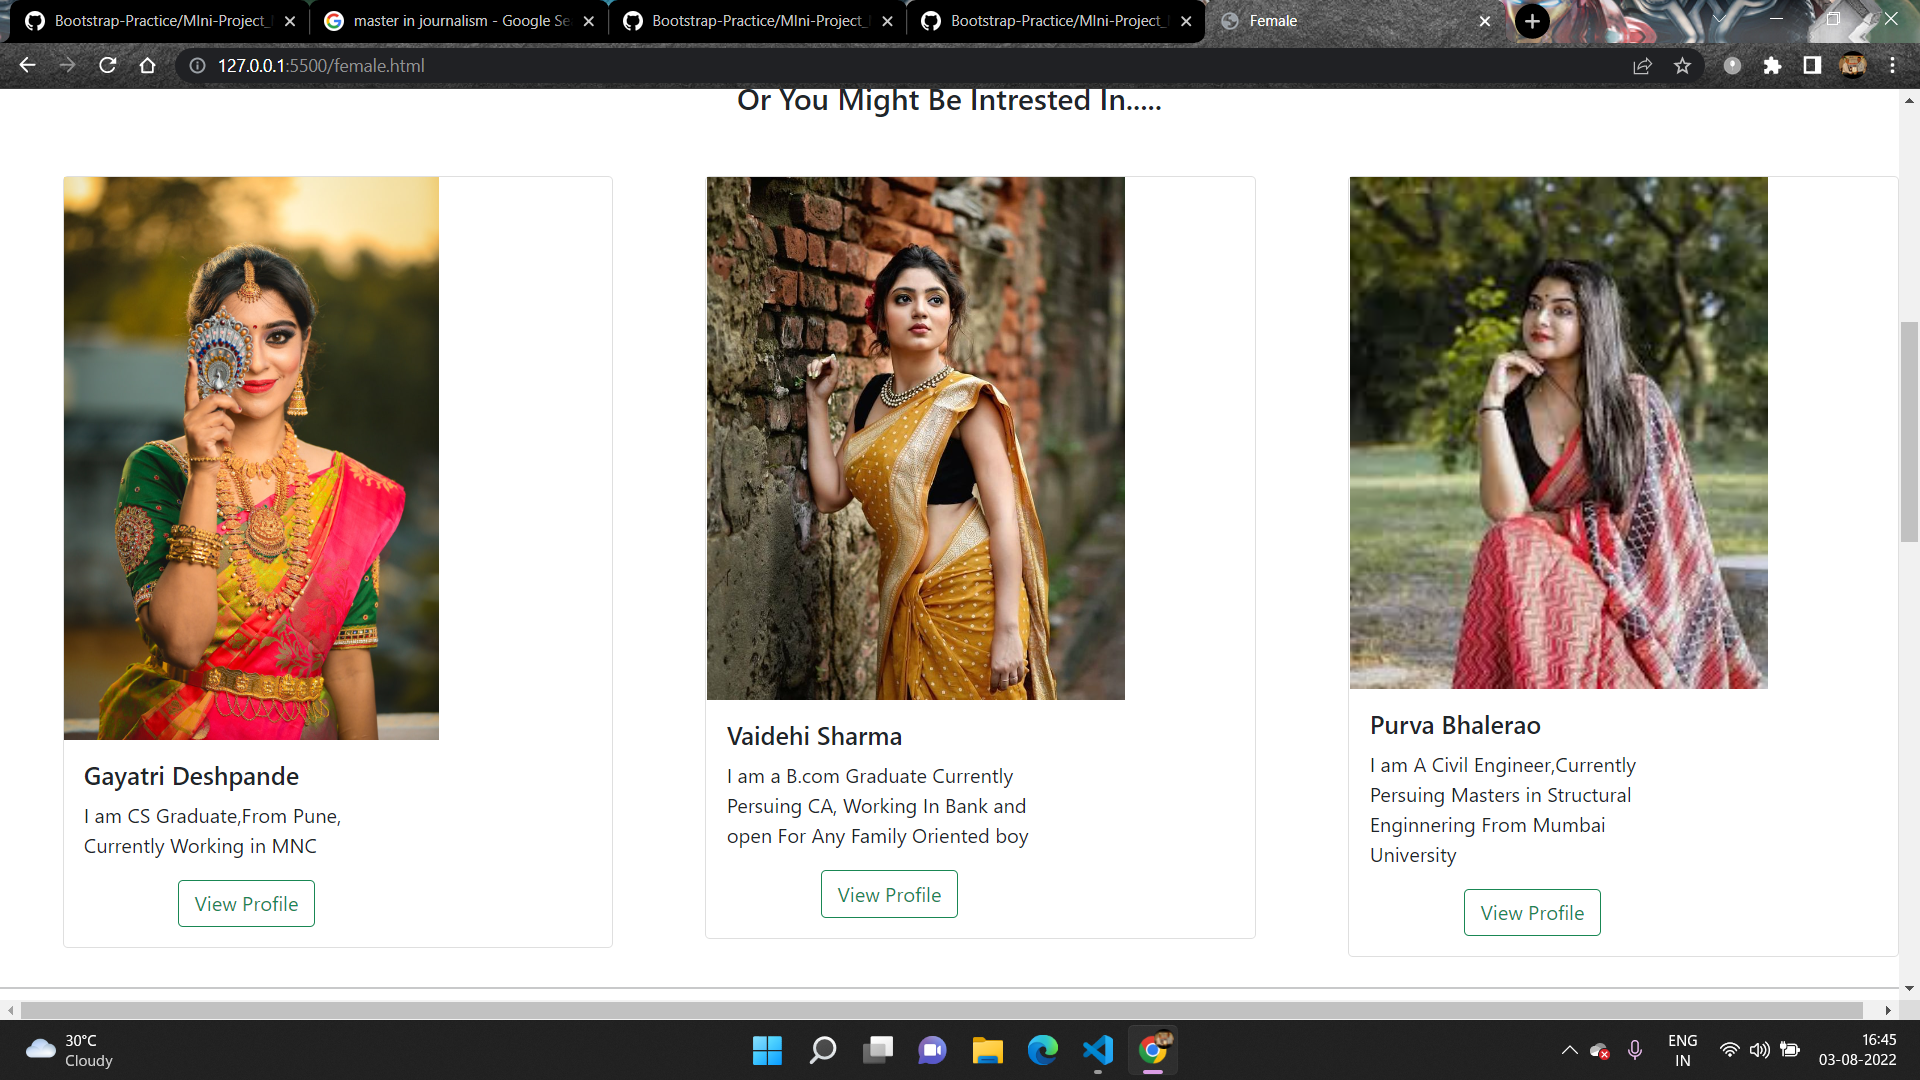 Bootstrap-Practice/MIni-Project_
master in journalism - Google Se
Bootstrap-Practice/MIni-Project_
Bootstrap-Practice/MIni-Project_
Female
127.0.0.1:5500/female.html
Or You Might Be Intrested In.....
Gayatri Deshpande
I am CS Graduate,From Pune,
Currently Working in MNC
View Profile
Vaidehi Sharma
I am a B.com Graduate Currently
Persuing CA, Working In Bank and
open For Any Family Oriented boy
View Profile
Purva Bhalerao
I am A Civil Engineer,Currently
Persuing Masters in Structural
Enginnering From Mumbai
University
View Profile
30°C
Cloudy
ENG
IN
16:45
03-08-2022